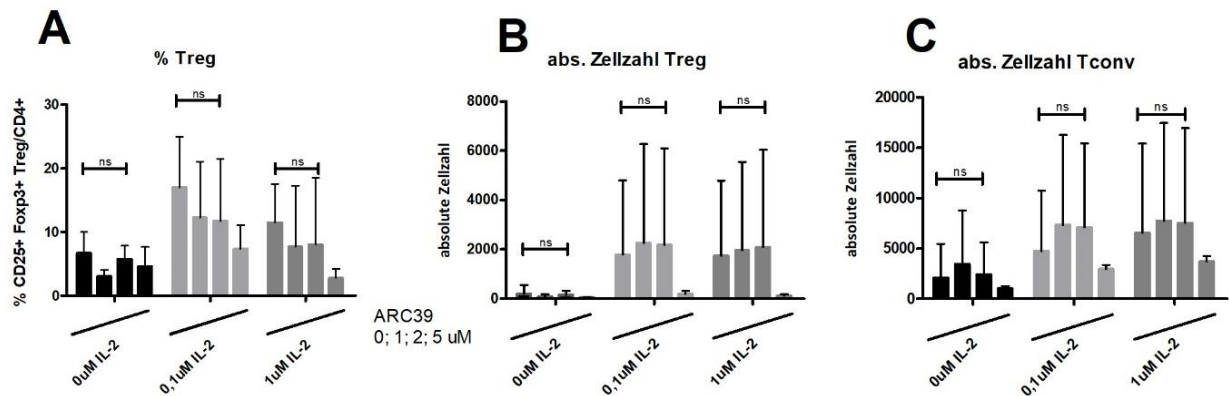 A
% Treg
% CD25+ Foxp3+ Treg/CD4+
30
20
10
0
ns
ns
ns
0uM IL-2
0,1uM IL-2
1uM IL-2
ARC39
0; 1; 2; 5 uM
B
abs. Zellzahl Treg
absolute Zellzahl
8000
6000
4000
2000
0
ns
ns
ns
0uM IL-2
0,1uM IL-2
1uM IL-2
C
abs. Zellzahl Tconv
absolute Zellzahl
20000
15000
10000
5000
0
ns
ns
ns
0uM IL-2
0,1uM IL-2
1uM IL-2